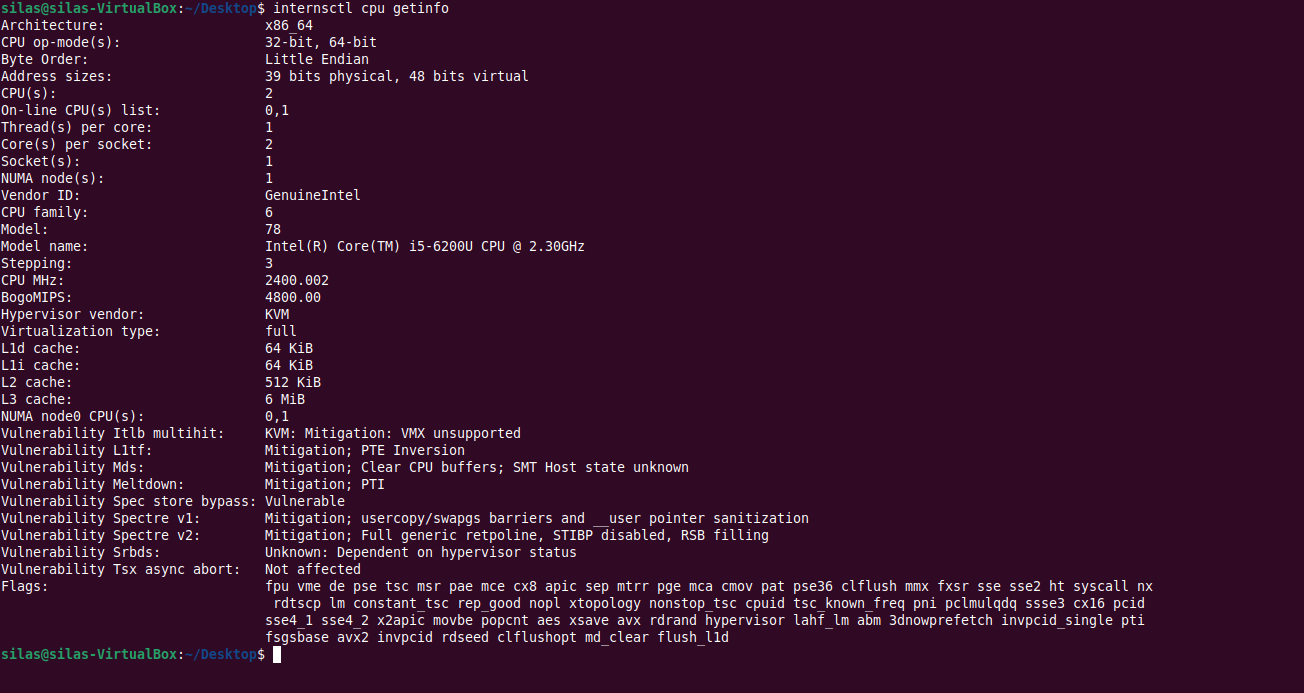 silas@silas-VirtualBox:~/Desktop$ internsctl cpu getinfo
Architecture:                    x86_64
CPU op-mode(s):                  32-bit, 64-bit
Byte Order:                      Little Endian
Address sizes:                   39 bits physical, 48 bits virtual
CPU(s):                          2
On-line CPU(s) list:             0,1
Thread(s) per core:              1
Core(s) per socket:              2
Socket(s):                       1
NUMA node(s):                    1
Vendor ID:                       GenuineIntel
CPU family:                      6
Model:                           78
Model name:                      Intel(R) Core(TM) i5-6200U CPU @ 2.30GHz
Stepping:                        3
CPU MHz:                         2400.002
BogoMIPS:                        4800.00
Hypervisor vendor:               KVM
Virtualization type:             full
L1d cache:                       64 KiB
L1i cache:                       64 KiB
L2 cache:                        512 KiB
L3 cache:                        6 MiB
NUMA node0 CPU(s):               0,1
Vulnerability Itlb multihit:     KVM: Mitigation: VMX unsupported
Vulnerability L1tf:              Mitigation; PTE Inversion
Vulnerability Mds:               Mitigation; Clear CPU buffers; SMT Host state unknown
Vulnerability Meltdown:          Mitigation; PTI
Vulnerability Spec store bypass: Vulnerable
Vulnerability Spectre v1:        Mitigation; usercopy/swapgs barriers and __user pointer sanitization
Vulnerability Spectre v2:        Mitigation; Full generic retpoline, STIBP disabled, RSB filling
Vulnerability Srbds:             Unknown: Dependent on hypervisor status
Vulnerability Tsx async abort:   Not affected
Flags:                           fpu vme de pse tsc msr pae mce cx8 apic sep mtrr pge mca cmov pat pse36 clflush mmx fxsr sse sse2 ht syscall nx
                                  rdtscp lm constant_tsc rep_good nopl xtopology nonstop_tsc cpuid tsc_known_freq pni pclmulqdq ssse3 cx16 pcid
                                 sse4_1 sse4_2 x2apic movbe popcnt aes xsave avx rdrand hypervisor lahf_lm abm 3dnowprefetch invpcid_single pti
                                 fsgsbase avx2 invpcid rdseed clflushopt md_clear flush_l1d
silas@silas-VirtualBox:~/Desktop$